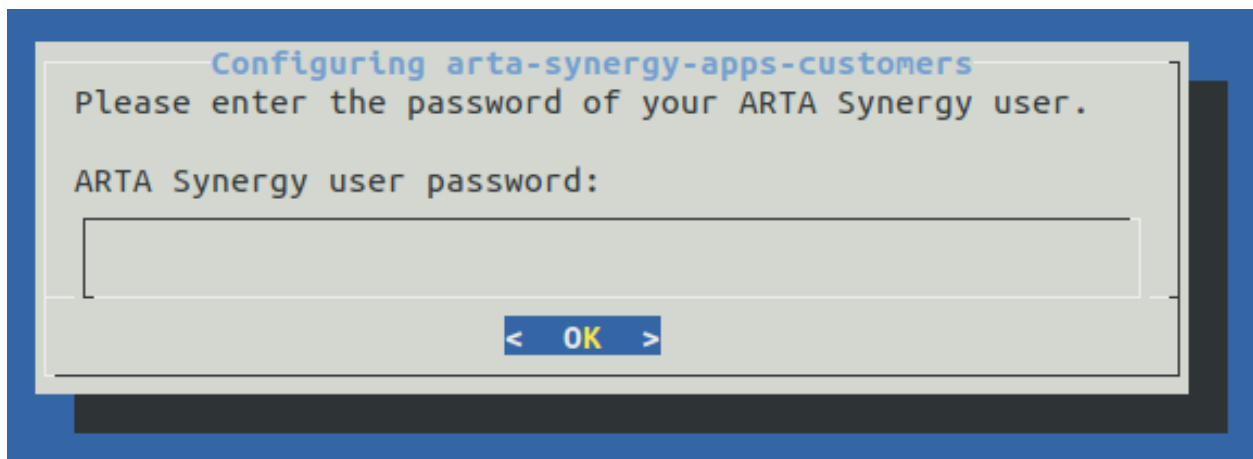 Configuring arta-synergy-apps-customers
Please enter the password of your ARTA Synergy user.
ARTA Synergy user password:
< OK >